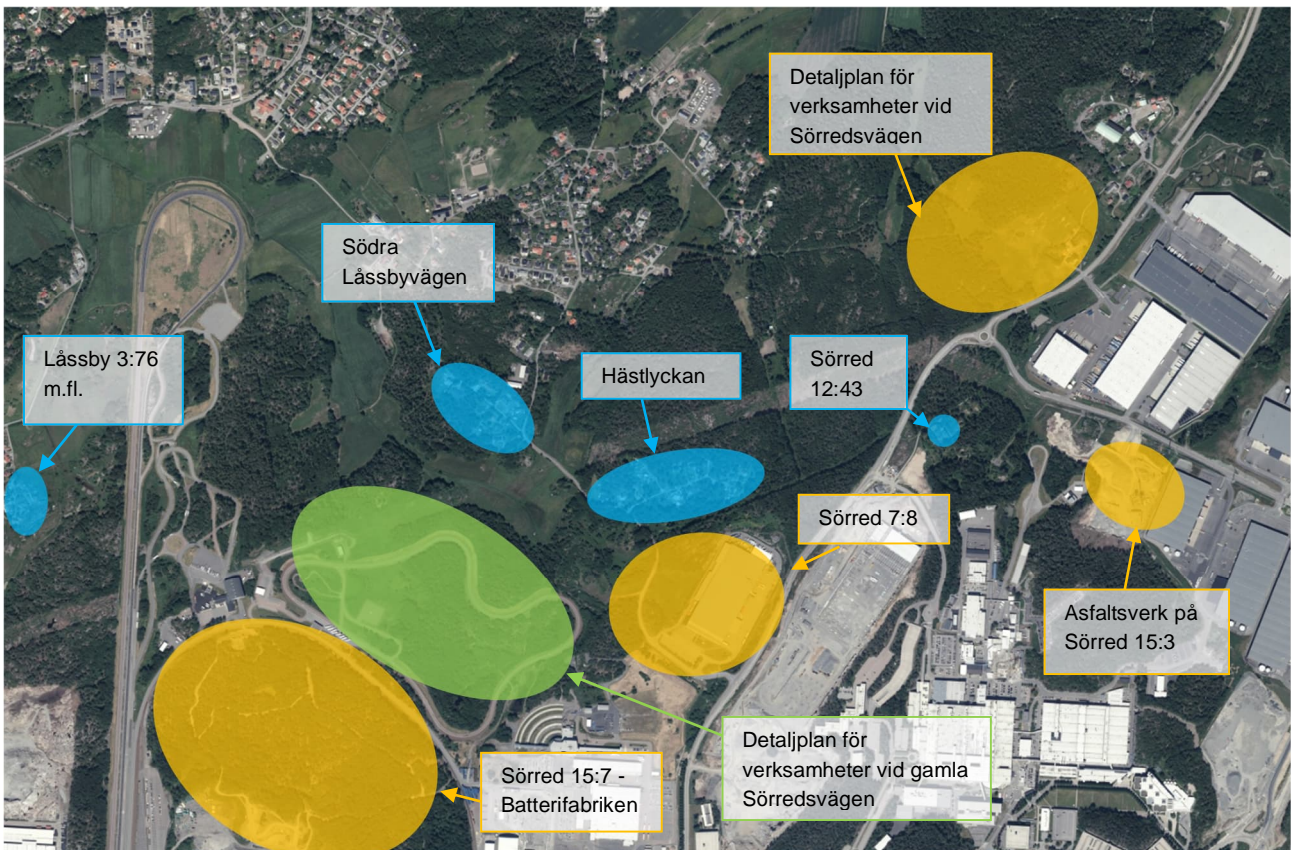 Detaljplan för
verksamheter vid
Sörredsvägen
Södra
Låssbyvägen
Låssby 3:76
m.fl.
Hästlyckan
Sörred
12:43
Sörred 7:8
Asfaltsverk på
Sörred 15:3
Detaljplan för
verksamheter vid gamla
Sörredsvägen
Sörred 15:7 -
Batterifabriken